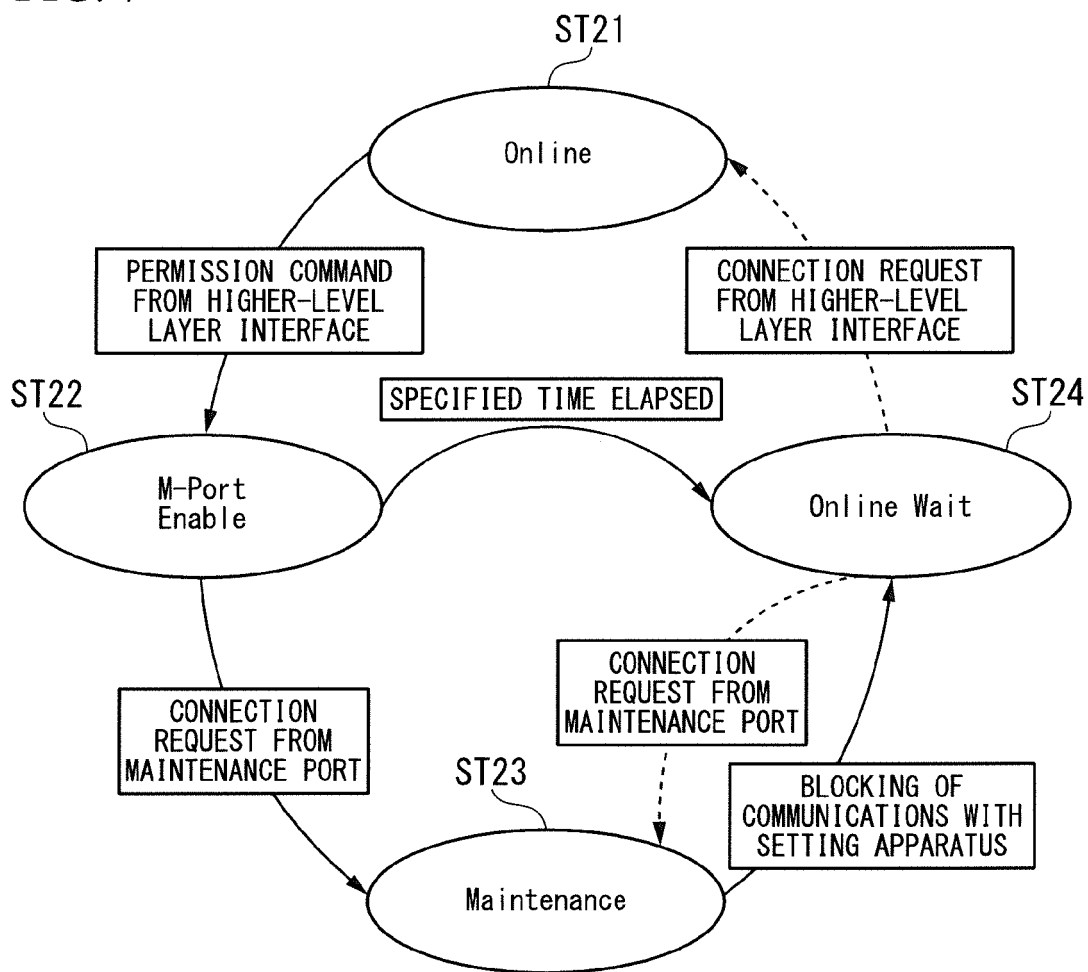 ST21
Online
PERMISSION COMMAND
FROM HIGHER-LEVEL
LAYER INTERFACE
CONNECTION REQUEST
FROM HIGHER-LEVEL
LAYER INTERFACE
ST22
SPECIFIED TIME ELAPSED
ST24
M-Port
Enable
Online Wait
CONNECTION
REQUEST FROM
MAINTENANCE PORT
CONNECTION
REQUEST FROM
MAINTENANCE PORT
ST23
BLOCKING OF
COMMUNICATIONS WITH
SETTING APPARATUS
Maintenance